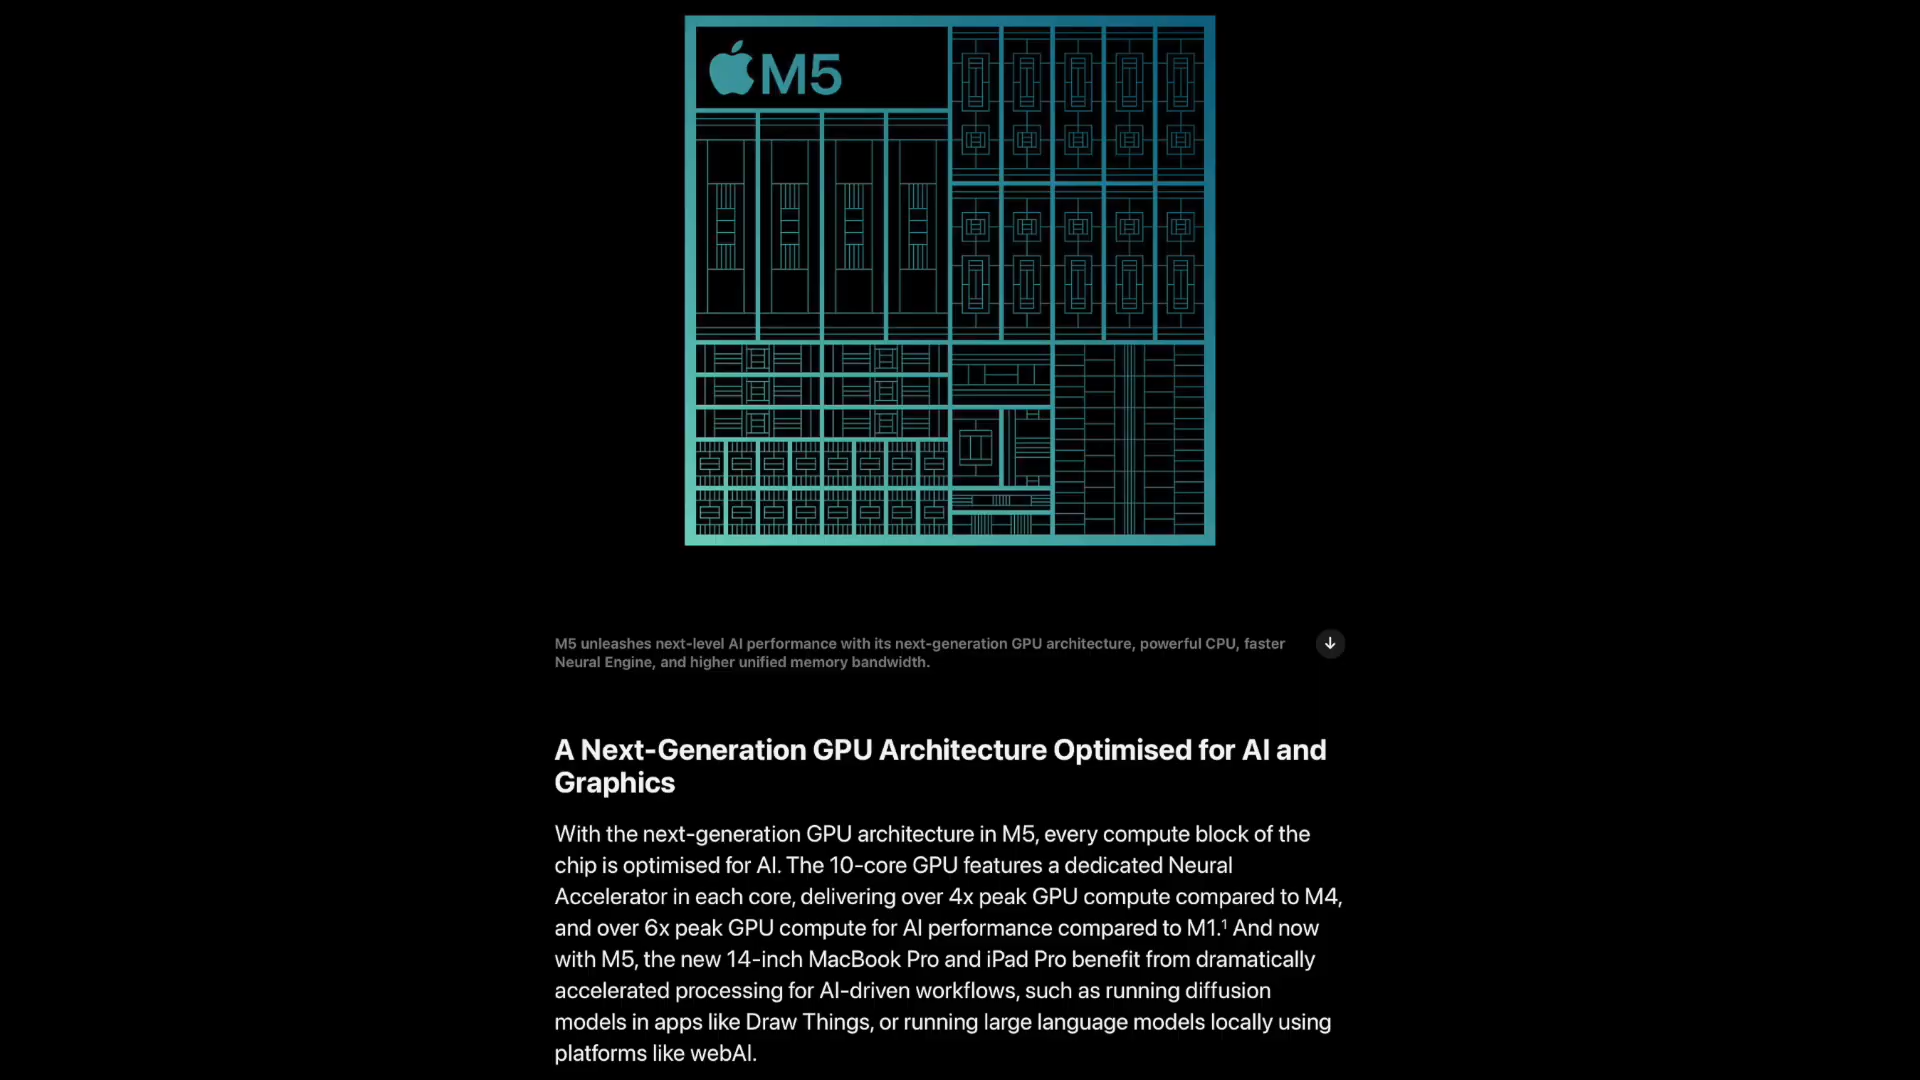 M5
M5 unleashes next-level AI performance with its next-generation GPU architecture, powerful CPU, faster
Neural Engine, and higher unified memory bandwidth.
A Next-Generation GPU Architecture Optimised for AI and
Graphics
With the next-generation GPU architecture in M5, every compute block of the
chip is optimised for AI. The 10-core GPU features a dedicated Neural
Accelerator in each core, delivering over 4x peak GPU compute compared to M4,
and over 6x peak GPU compute for AI performance compared to M1.¹ And now
with M5, the new 14-inch MacBook Pro and iPad Pro benefit from dramatically
accelerated processing for AI-driven workflows, such as running diffusion
models in apps like Draw Things, or running large language models locally using
platforms like webAI.